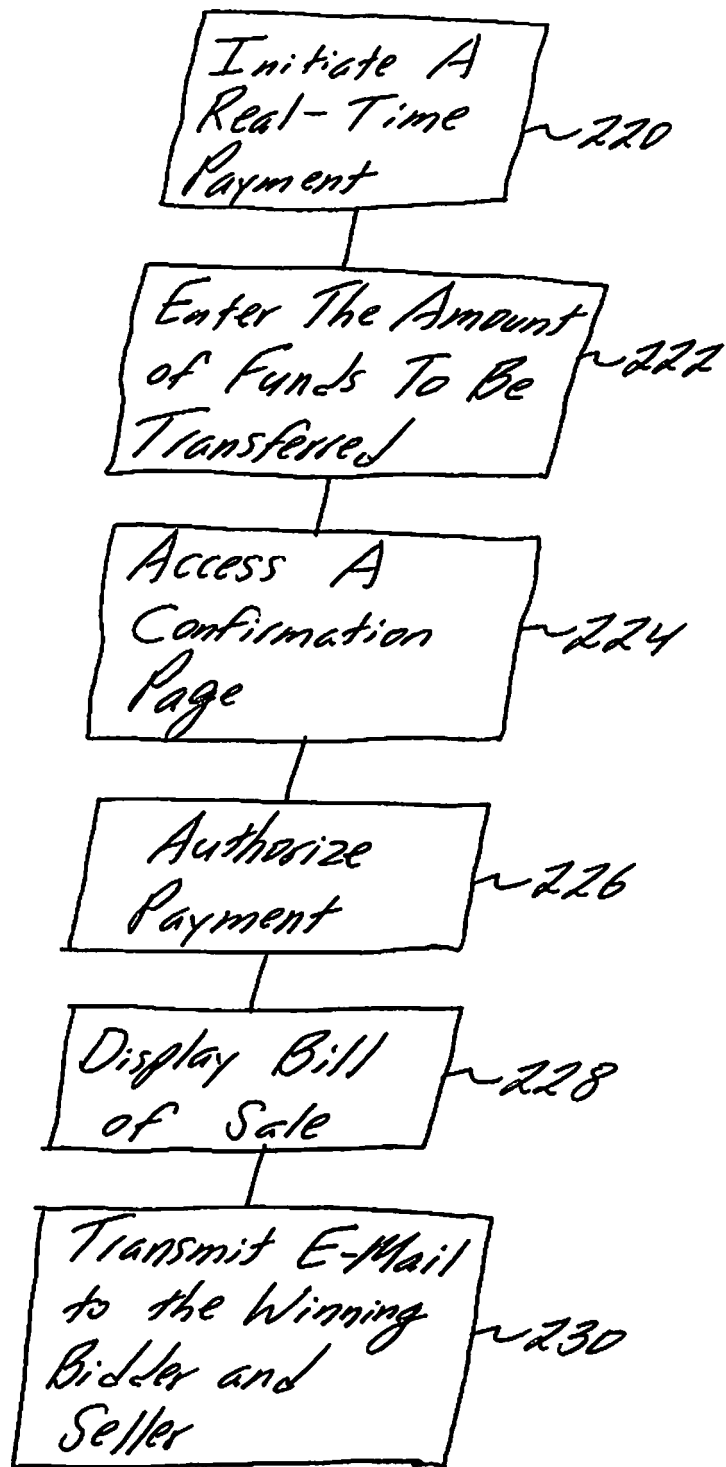 Initiate A
Real-Time
Payment
220
Enter The Amount
of Funds To Be
Transferred
222
Access A
Confirmation
Page
224
Authorize
Payment
226
Display Bill
of Sale
228
Transmit E-Mail
to the Winning
Bidder and
Seller
230